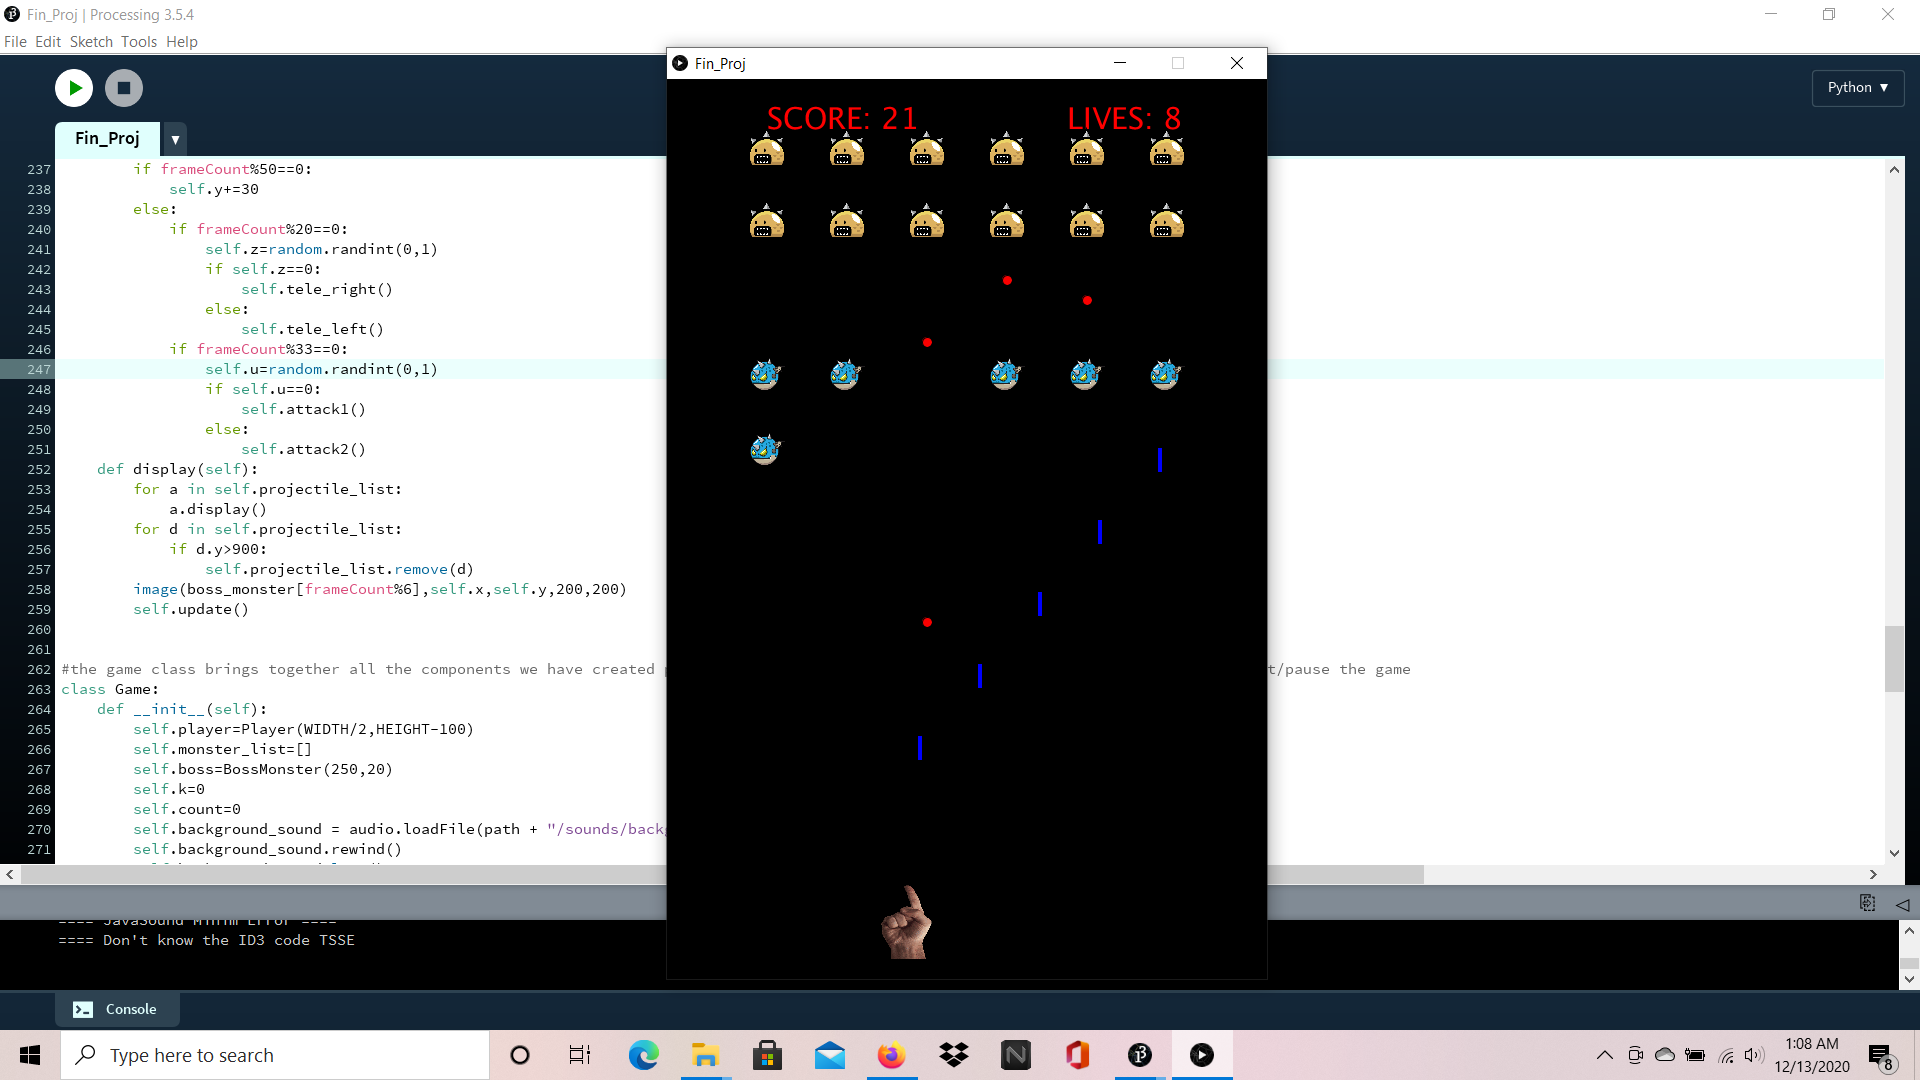 Fin_Proj | Processing 3.5.4
File Edit Sketch Tools Help
Python ▼
Fin_Proj ▼
237 if frameCount%50==0:
238 self.y+=30
239 else:
240 if frameCount%20==0:
241 self.z=random.randint(0,1)
242 if self.z==0:
243 self.tele_right()
244 else:
245 self.tele_left()
246 if frameCount%33==0:
247 self.u=random.randint(0,1)
248 if self.u==0:
249 self.attack1()
250 else:
251 self.attack2()
252 def display(self):
253 for a in self.projectile_list:
254 a.display()
255 for d in self.projectile_list:
256 if d.y>900:
257 self.projectile_list.remove(d)
258 image(boss_monster[frameCount%6],self.x,self.y,200,200)
259 self.update()
260
261
262 #the game class brings together all the components we have created t/pause the game
263 class Game:
264 def __init__(self):
265 self.player=Player(WIDTH/2,HEIGHT-100)
266 self.monster_list=[]
267 self.boss=BossMonster(250,20)
268 self.k=0
269 self.count=0
270 self.background_sound = audio.loadFile(path + "/sounds/backg
271 self.background_sound.rewind()
Fin_Proj
SCORE: 21 LIVES: 8
==== JavaSound Minim Error ====
==== Don't know the ID3 code TSSE
Console
Type here to search
1:08 AM
12/13/2020
8